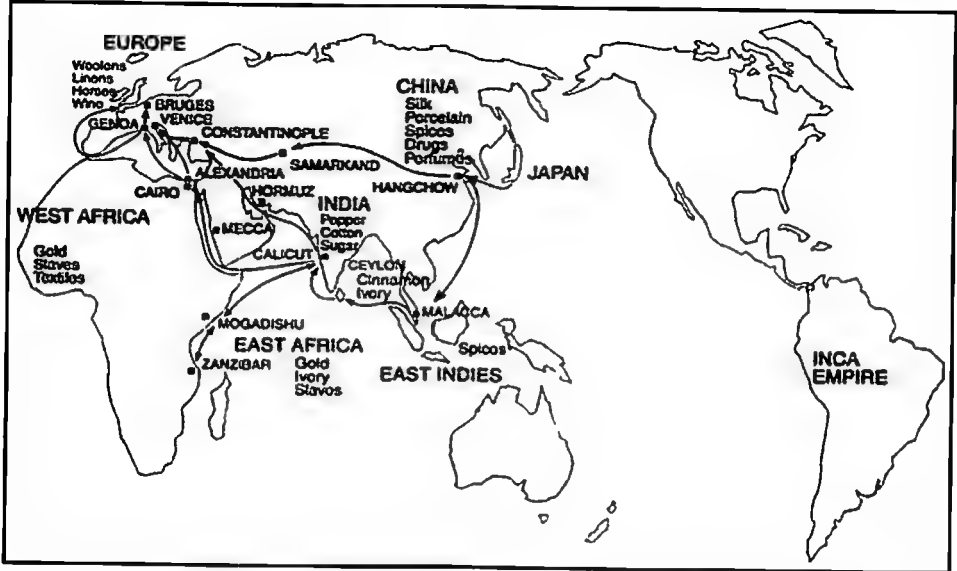 EUROPE
Woolens
Linens
Horses
Wine
BRUGES
VENICE
GENOA
CONSTANTINOPLE
SAMARKAND
CHINA
Silk
Porcelain
Spices
Drugs
Perfumes
HANGCHOW
JAPAN
ALEXANDRIA
CAIRO
HORMUZ
MECCA
INDIA
Pepper
Cotton
Sugar
CALICUT
WEST AFRICA
Gold
Slaves
Textiles
CEYLON
Cinnamon
Ivory
MALACCA
MOGADISHU
EAST AFRICA
Gold
Ivory
Slaves
ZANZIBAR
Spices
EAST INDIES
INCA
EMPIRE